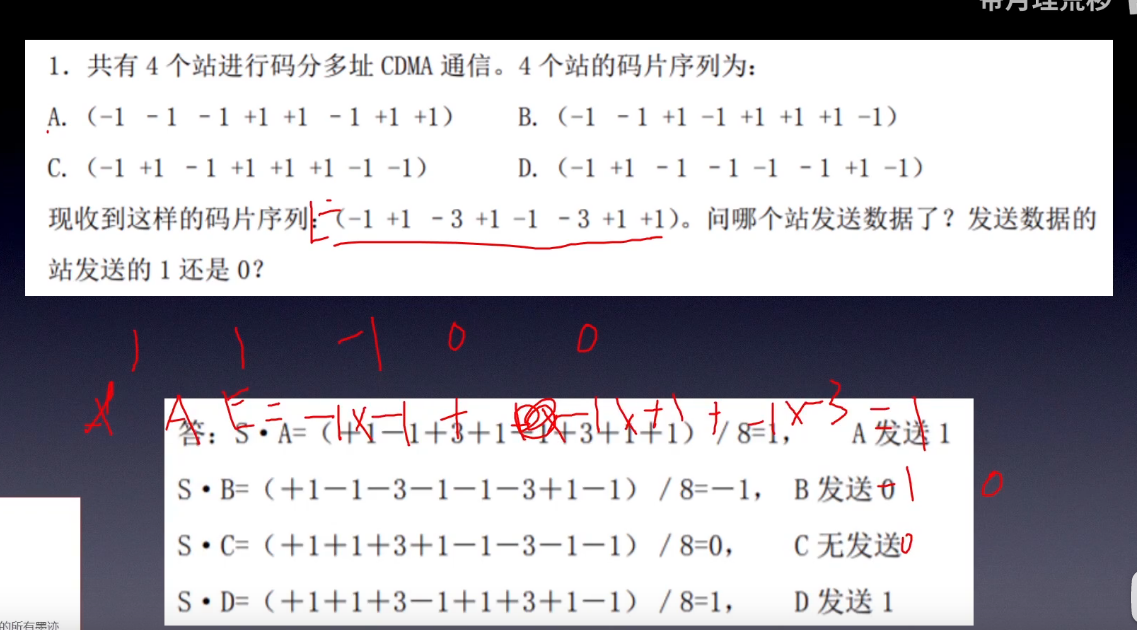 1. 共有 4 个站进行码分多址 CDMA 通信。4 个站的码片序列为：
A. （-1 -1 -1 +1 +1 -1 +1 +1） B. （-1 -1 +1 -1 +1 +1 +1 -1）
C. （-1 +1 -1 +1 +1 +1 -1 -1） D. （-1 +1 -1 -1 -1 -1 +1 -1）
现收到这样的码片序列：（-1 +1 -3 +1 -1 -3 +1 +1）。问哪个站发送数据了？发送数据的
站发送的 1 还是 0？
1 1 -1 0 0
A E = -1×-1 + -1×+1 + -1×-3 = 1
答：S·A=（+1-1+3+1-1+3+1+1）/8=1， A 发送 1
S·B=（+1-1-3-1-1-3+1-1）/8=-1， B 发送 0 -1 0
S·C=（+1+1+3+1-1-3-1-1）/8=0， C 无发送 0
S·D=（+1+1+3-1+1+3+1-1）/8=1， D 发送 1
的所有墨迹